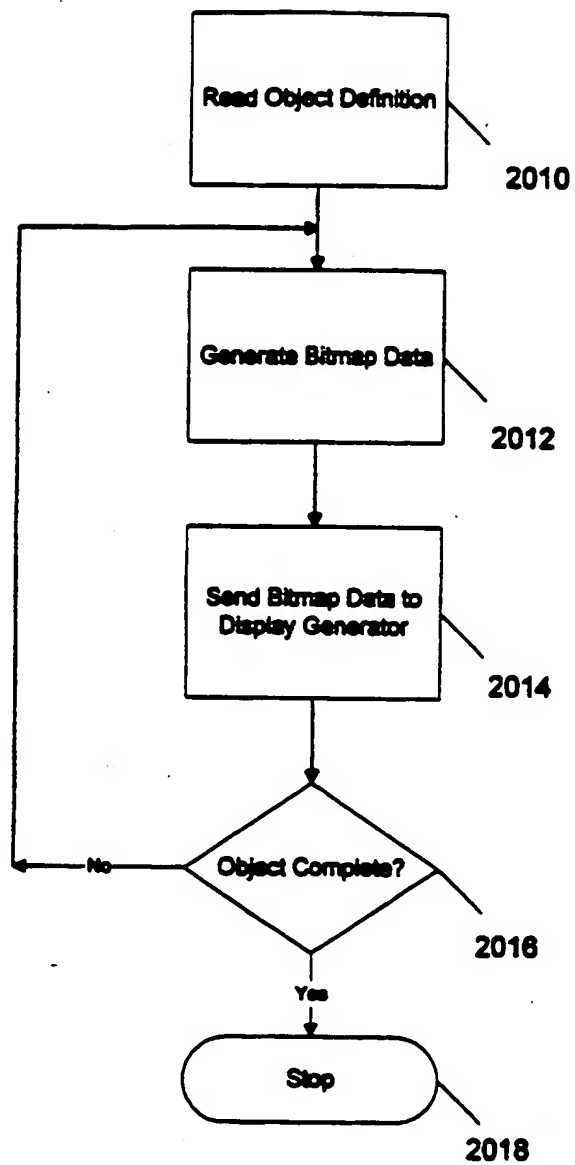 Read Object Definition
2010
Generate Bitmap Data
2012
Send Bitmap Data to
Display Generator
2014
Object Complete?
No
2016
Yes
Stop
2018